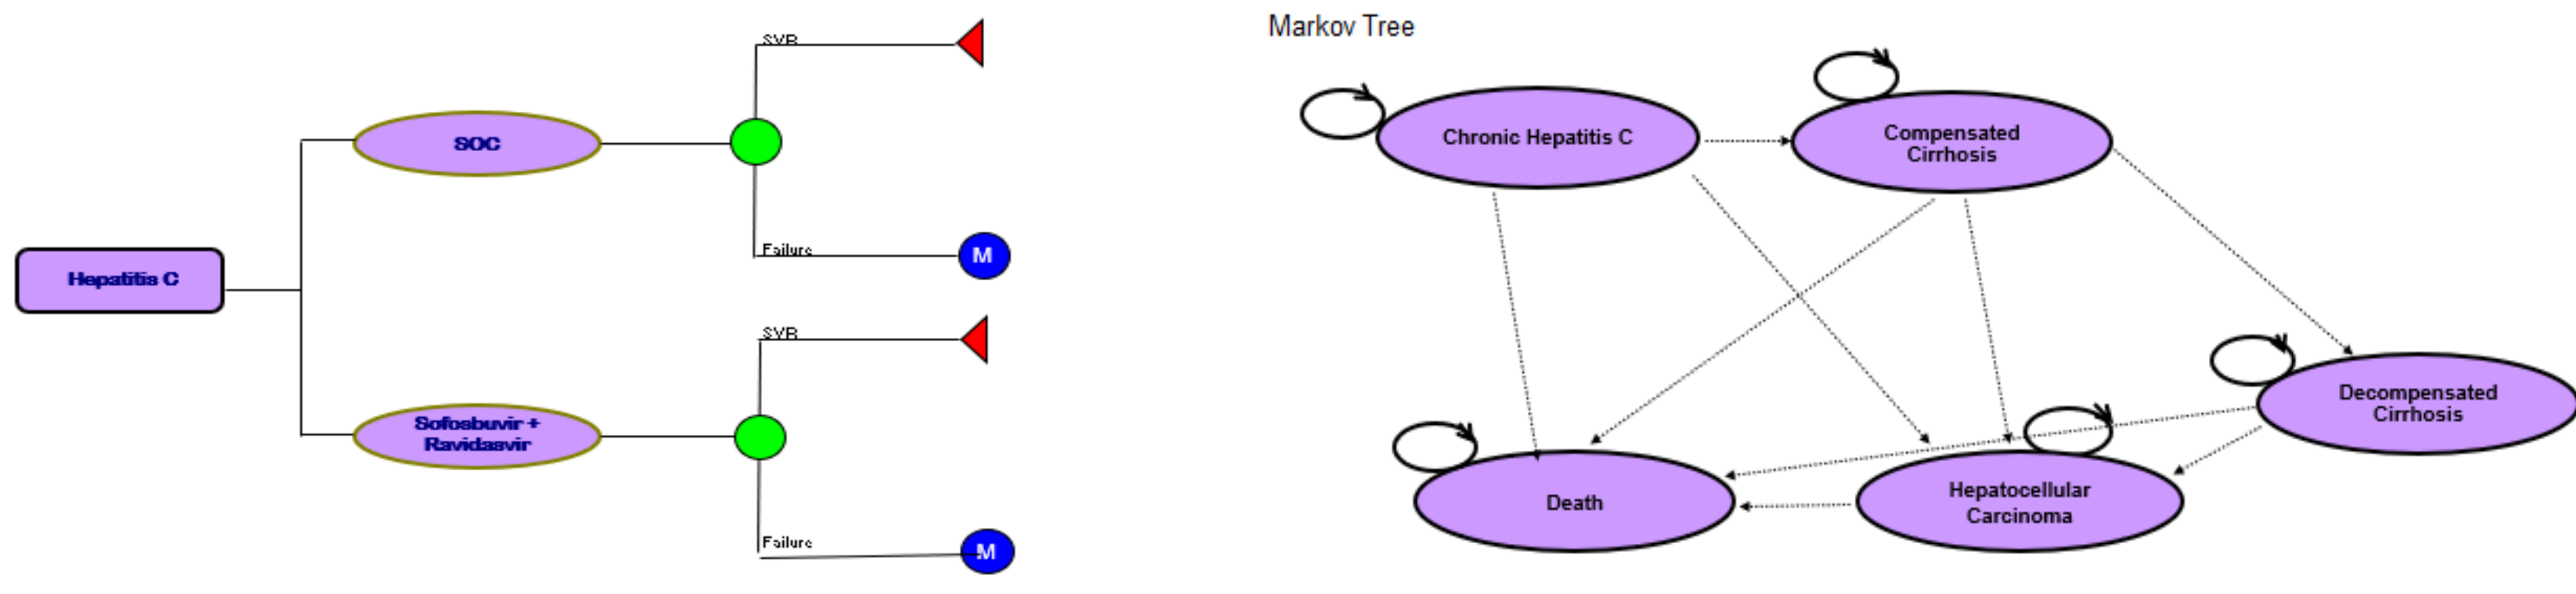 Markov Tree
SVR
SOC
Failure
M
Hepatitis C
SVR
Sofosbuvir +
Ravidasvir
Failure
M
Chronic Hepatitis C
Compensated
Cirrhosis
Decompensated
Cirrhosis
Death
Hepatocellular
Carcinoma